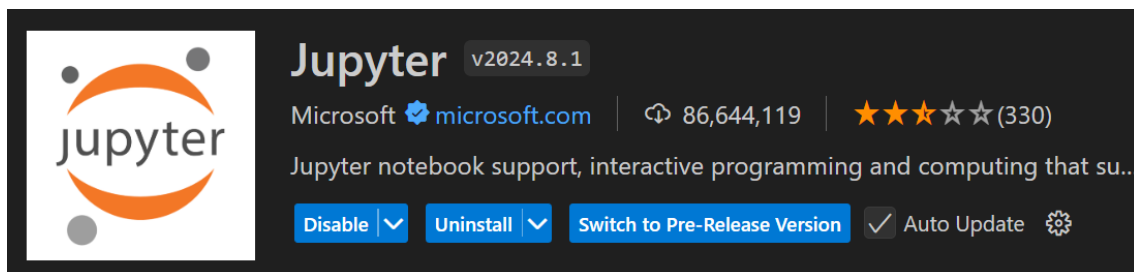 jupyter
Jupyter v2024.8.1
Microsoft microsoft.com 86,644,119 (330)
Jupyter notebook support, interactive programming and computing that su...
Disable Uninstall Switch to Pre-Release Version Auto Update